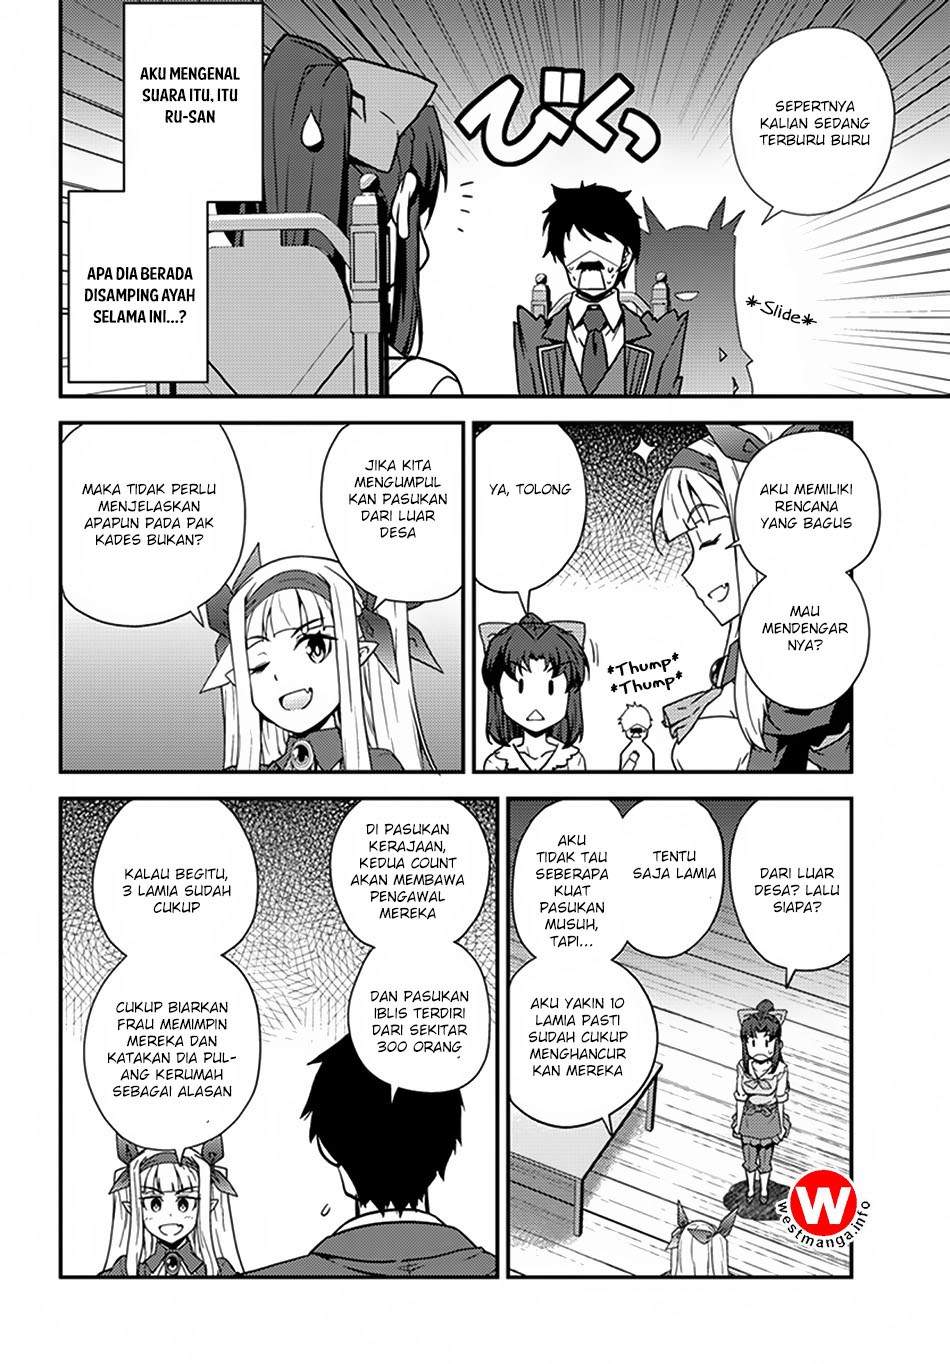 SEPERTNYA
KALIAN SEDANG
TERBURU BURU
びくっ
*Slide*
AKU MENGENAL
SUARA ITU, ITU
RU-SAN
APA DIA BERADA
DISAMPING AYAH
SELAMA INI...?
AKU MEMILIKI
RENCANA
YANG BAGUS
MAU
MENDENGAR
NYA?
YA, TOLONG
*Thump*
*Thump*
JIKA KITA
MENGUMPUL
KAN PASUKAN
DARI LUAR
DESA
MAKA TIDAK PERLU
MENJELASKAN
APAPUN PADA PAK
KADES BUKAN?
DARI LUAR
DESA? LALU
SIAPA?
TENTU
SAJA LAMIA
AKU
TIDAK TAU
SEBERAPA
KUAT
PASUKAN
MUSUH,
TAPI...
AKU YAKIN 10
LAMIA PASTI
SUDAH CUKUP
MENGHANCUR
KAN MEREKA
DI PASUKAN
KERAJAAN,
KEDUA COUNT
AKAN MEMBAWA
PENGAWAL
MEREKA
DAN PASUKAN
IBLIS TERDIRI
DARI SEKITAR
300 ORANG
KALAU BEGITU,
3 LAMIA SUDAH
CUKUP
CUKUP BIARKAN
FRAU MEMIMPIN
MEREKA DAN
KATAKAN DIA PUL-
ANG KERUMAH
SEBAGAI ALASAN
W
westmanga.info